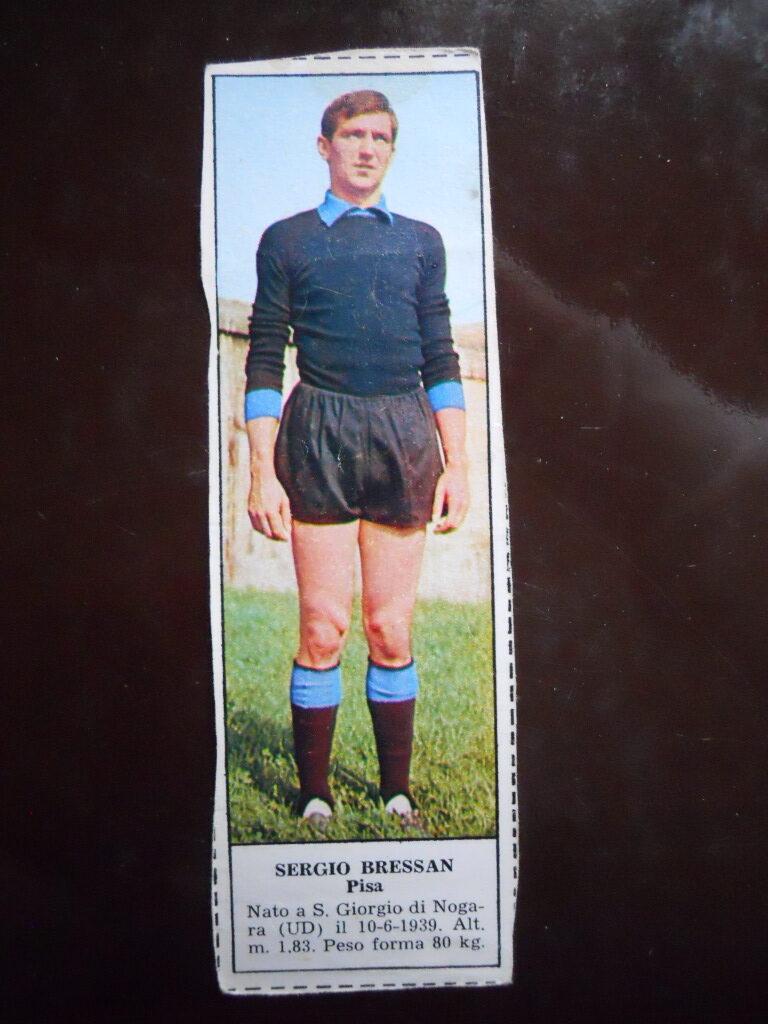 SERGIO BRESSAN
Pisa
Nato a S. Giorgio di Noga-
ra (UD) il 10-6-1939. Alt.
m. 1.83. Peso forma 80 kg.